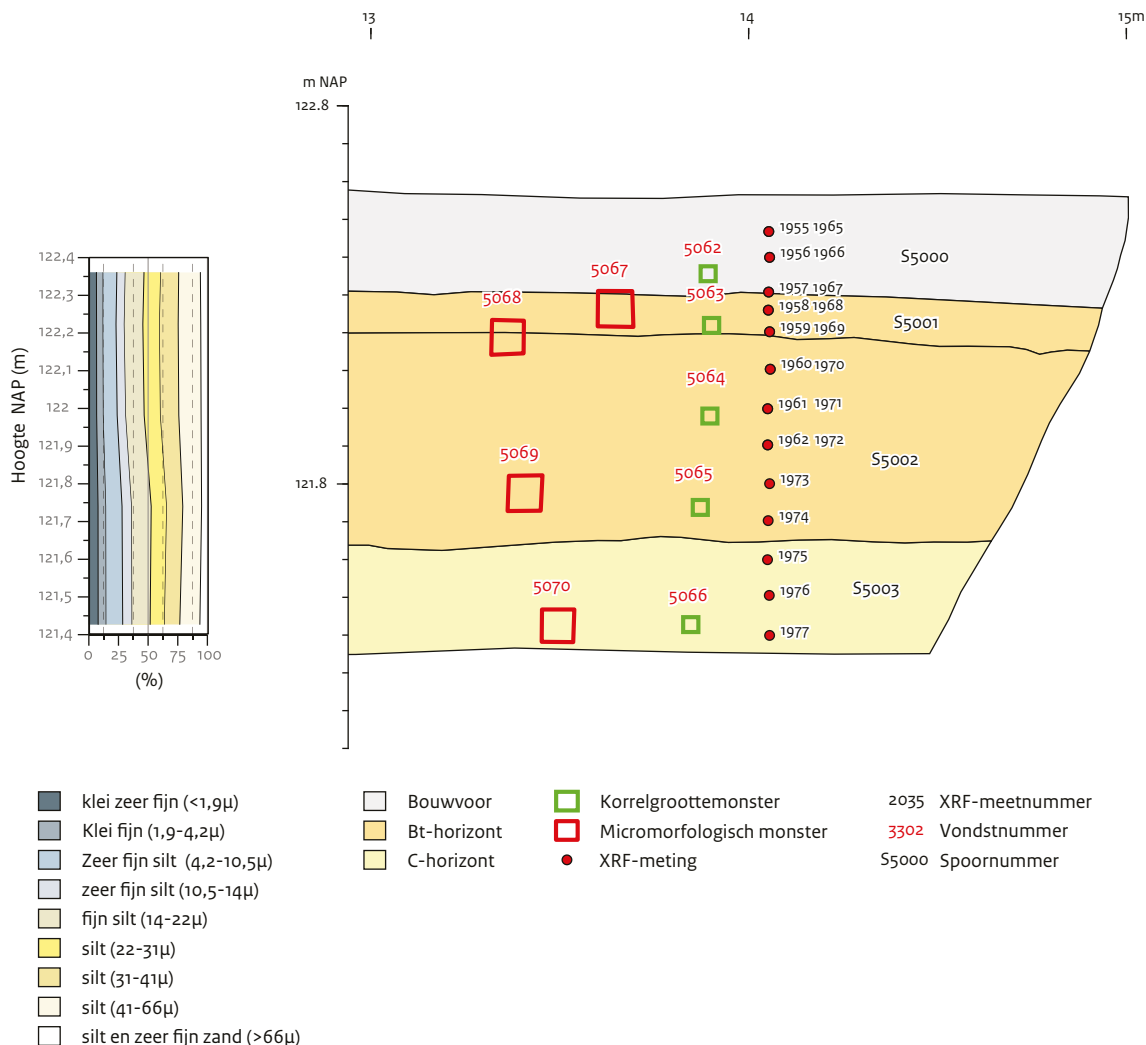 13 14 15m
m NAP
122.8
1955 1965
5062 1956 1966 S5000
122,4
5067
122,3 5068 5063 1957 1967
1958 1968 S5001
122,2 1959 1969
122,1 5064 1960 1970
122 1961 1971
121,9 5069 1962 1972 S5002
121,8 121.8 5065 1973
121,7 1974
121,6 5070 5066 1975
121,5 1976 S5003
121,4 1977
Hoogte NAP (m)
0 25 50 75 100
(%)
klei zeer fijn (<1,9µ) Bouwvoor Korrelgroottemonster 2035 XRF-meetnummer
Klei fijn (1,9-4,2µ) Bt-horizont Micromorfologisch monster 3302 Vondstnummer
Zeer fijn silt (4,2-10,5µ) C-horizont XRF-meting S5000 Spoornummer
zeer fijn silt (10,5-14µ)
fijn silt (14-22µ)
silt (22-31µ)
silt (31-41µ)
silt (41-66µ)
silt en zeer fijn zand (>66µ)